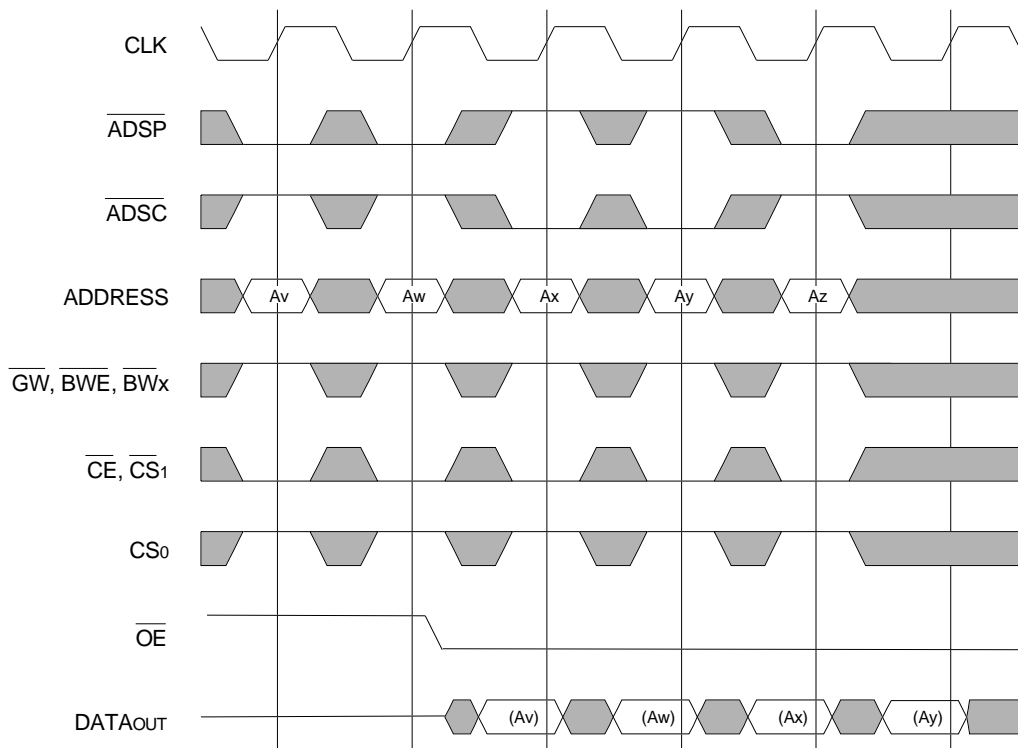 CLK
ADSP
ADSC
ADDRESS Av Aw Ax Ay Az
GW, BWE, BWx
CE, CS1
CS0
OE
DATAOUT (Av) (Aw) (Ax) (Ay)